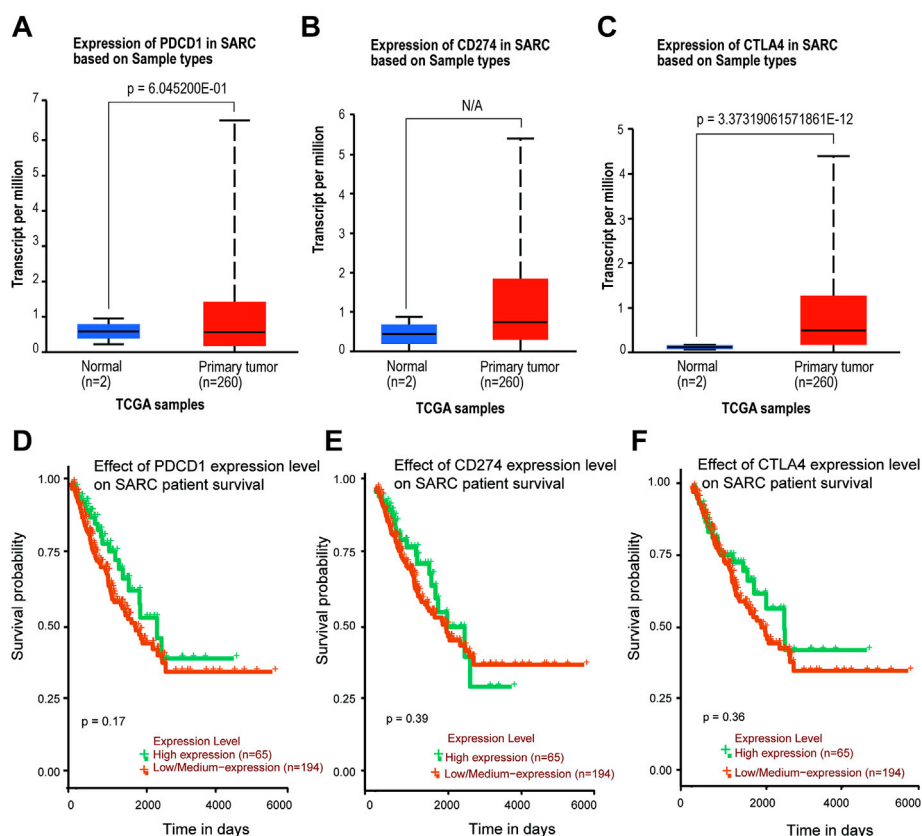 A
Expression of PDCD1 in SARC
based on Sample types
p = 6.045200E-01
Transcript per million
7
6
5
4
3
2
1
0
Normal
(n=2)
Primary tumor
(n=260)
TCGA samples
B
Expression of CD274 in SARC
based on Sample types
N/A
Transcript per million
6
5
4
3
2
1
0
Normal
(n=2)
Primary tumor
(n=260)
TCGA samples
C
Expression of CTLA4 in SARC
based on Sample types
p = 3.37319061571861E-12
Transcript per million
5
4
3
2
1
0
Normal
(n=2)
Primary tumor
(n=260)
TCGA samples
D
Effect of PDCD1 expression level
on SARC patient survival
Survival probability
1.00
0.75
0.50
0.25
0.00
p = 0.17
Expression Level
High expression (n=65)
Low/Medium-expression (n=194)
0
2000
4000
6000
Time in days
E
Effect of CD274 expression level
on SARC patient survival
Survival probability
1.00
0.75
0.50
0.25
0.00
p = 0.39
Expression Level
High expression (n=65)
Low/Medium-expression (n=194)
0
2000
4000
6000
Time in days
F
Effect of CTLA4 expression level
on SARC patient survival
Survival probability
1.00
0.75
0.50
0.25
0.00
p = 0.36
Expression Level
High expression (n=65)
Low/Medium-expression (n=194)
0
2000
4000
6000
Time in days